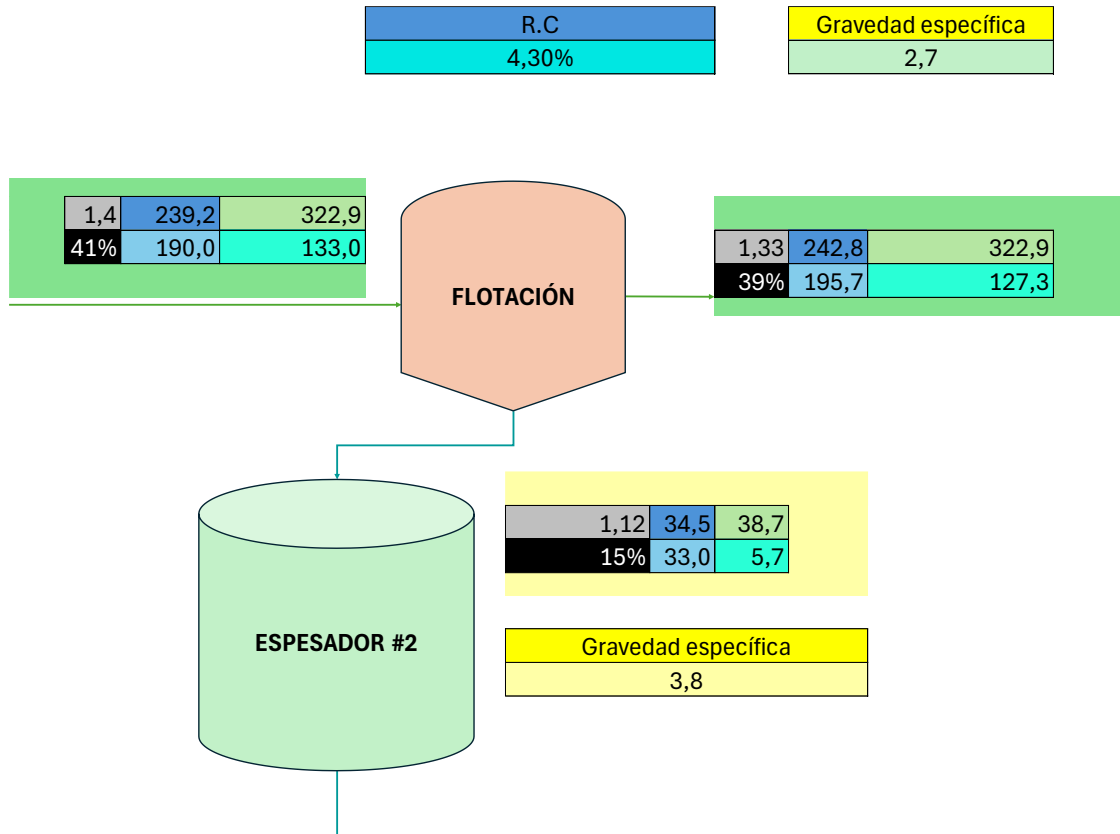 R.C
4,30%
Gravedad específica
2,7
1,4 239,2 322,9
41% 190,0 133,0
FLOTACIÓN
1,33 242,8 322,9
39% 195,7 127,3
1,12 34,5 38,7
15% 33,0 5,7
ESPESADOR #2
Gravedad específica
3,8